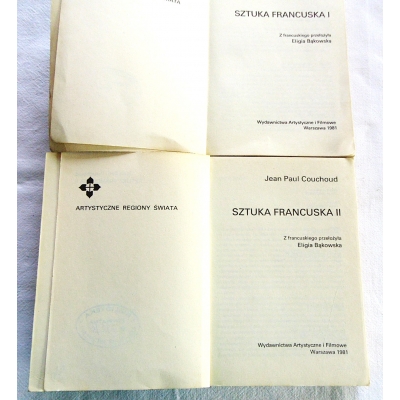 SZTUKA FRANCUSKA I
Z francuskiego przełożyła
Eligia Bąkowska
Wydawnictwa Artystyczne i Filmowe
Warszawa 1981
ARTYSTYCZNE REGIONY ŚWIATA
Jean Paul Couchoud
SZTUKA FRANCUSKA II
Z francuskiego przełożyła
Eligia Bąkowska
Wydawnictwa Artystyczne i Filmowe
Warszawa 1981